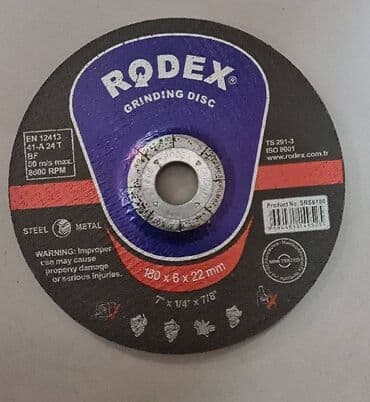 RODEX®
GRINDING DISC
EN 12413
41-A 24 T
BF
80 m/s max.
8600 RPM
TS 291-3
ISO 9001
www.rodex.com.tr
STEEL
METAL
Product No: SRS6180
WARNING: Improper
use may cause
property damage
or serious injuries.
180 x 6 x 22 mm
7" x 1/4" x 7/8"